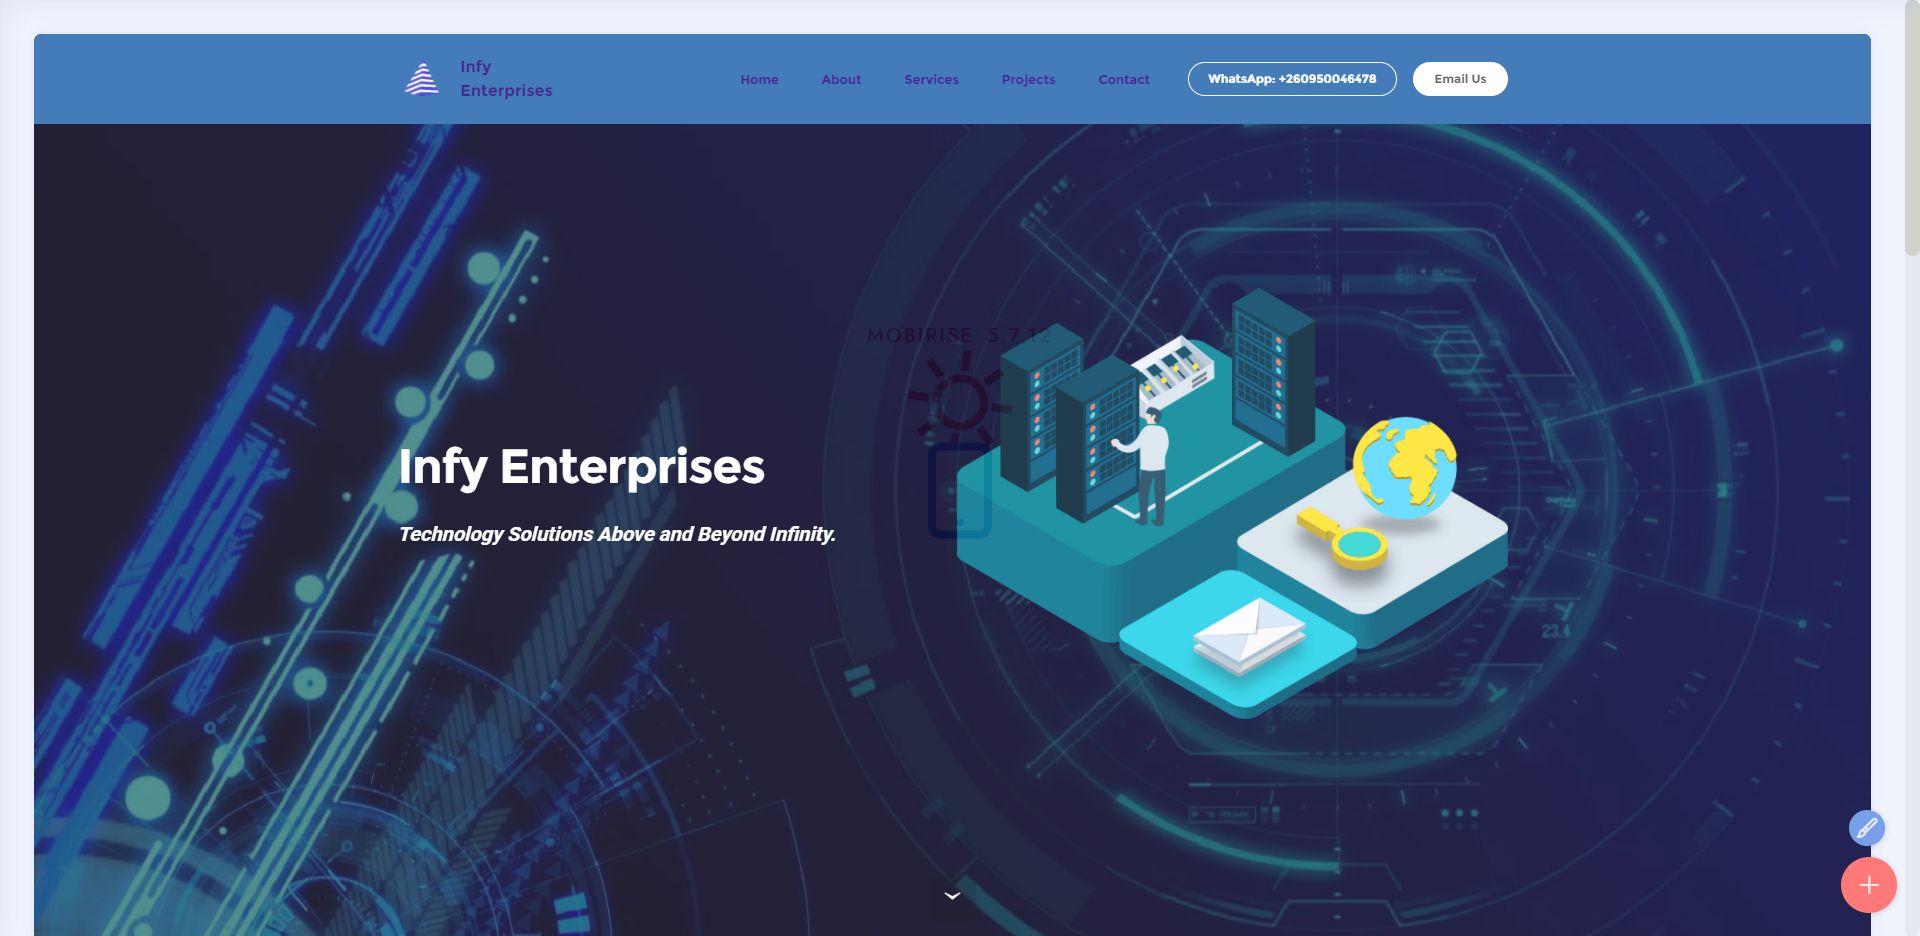 Infy
Enterprises
Home
About
Services
Projects
Contact
WhatsApp: +260950046478
Email Us
MOBIRISE 5.7.12
Infy Enterprises
Technology Solutions Above and Beyond Infinity.
23.4